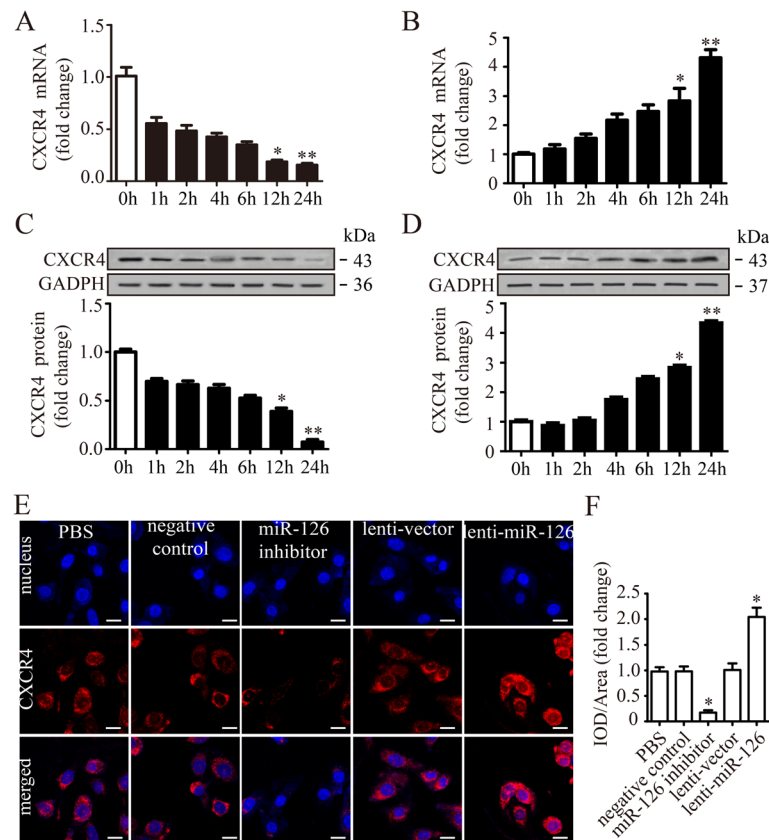 A
CXCR4 mRNA
(fold change)
1.5
1.0
0.5
0.0
*
**
0h 1h 2h 4h 6h 12h 24h
B
CXCR4 mRNA
(fold change)
5
4
3
2
1
0
*
**
0h 1h 2h 4h 6h 12h 24h
C
kDa
CXCR4
- 43
GADPH
- 36
CXCR4 protein
(fold change)
1.5
1.0
0.5
0.0
*
**
0h 1h 2h 4h 6h 12h 24h
D
kDa
CXCR4
- 43
GADPH
- 37
CXCR4 protein
(fold change)
5
4
3
2
1
0
*
**
0h 1h 2h 4h 6h 12h 24h
E
PBS
negative
control
miR-126
inhibitor
lenti-vector
lenti-miR-126
nucleus
CXCR4
merged
F
IOD/Area (fold change)
2.5
2.0
1.5
1.0
0.5
0
*
*
PBS
negative control
miR-126 inhibitor
lenti-vector
lenti-miR-126